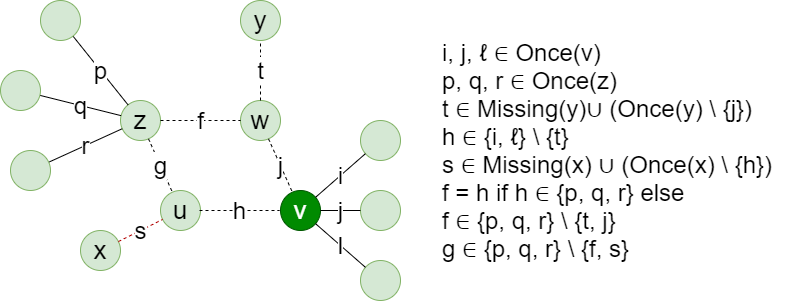 y
p
t
q
z
f
w
r
g
j
i
u
h
v
j
s
l
x
i, j, ℓ ∈ Once(v)
p, q, r ∈ Once(z)
t ∈ Missing(y)∪ (Once(y) \ {j})
h ∈ {i, ℓ} \ {t}
s ∈ Missing(x) ∪ (Once(x) \ {h})
f = h if h ∈ {p, q, r} else
f ∈ {p, q, r} \ {t, j}
g ∈ {p, q, r} \ {f, s}